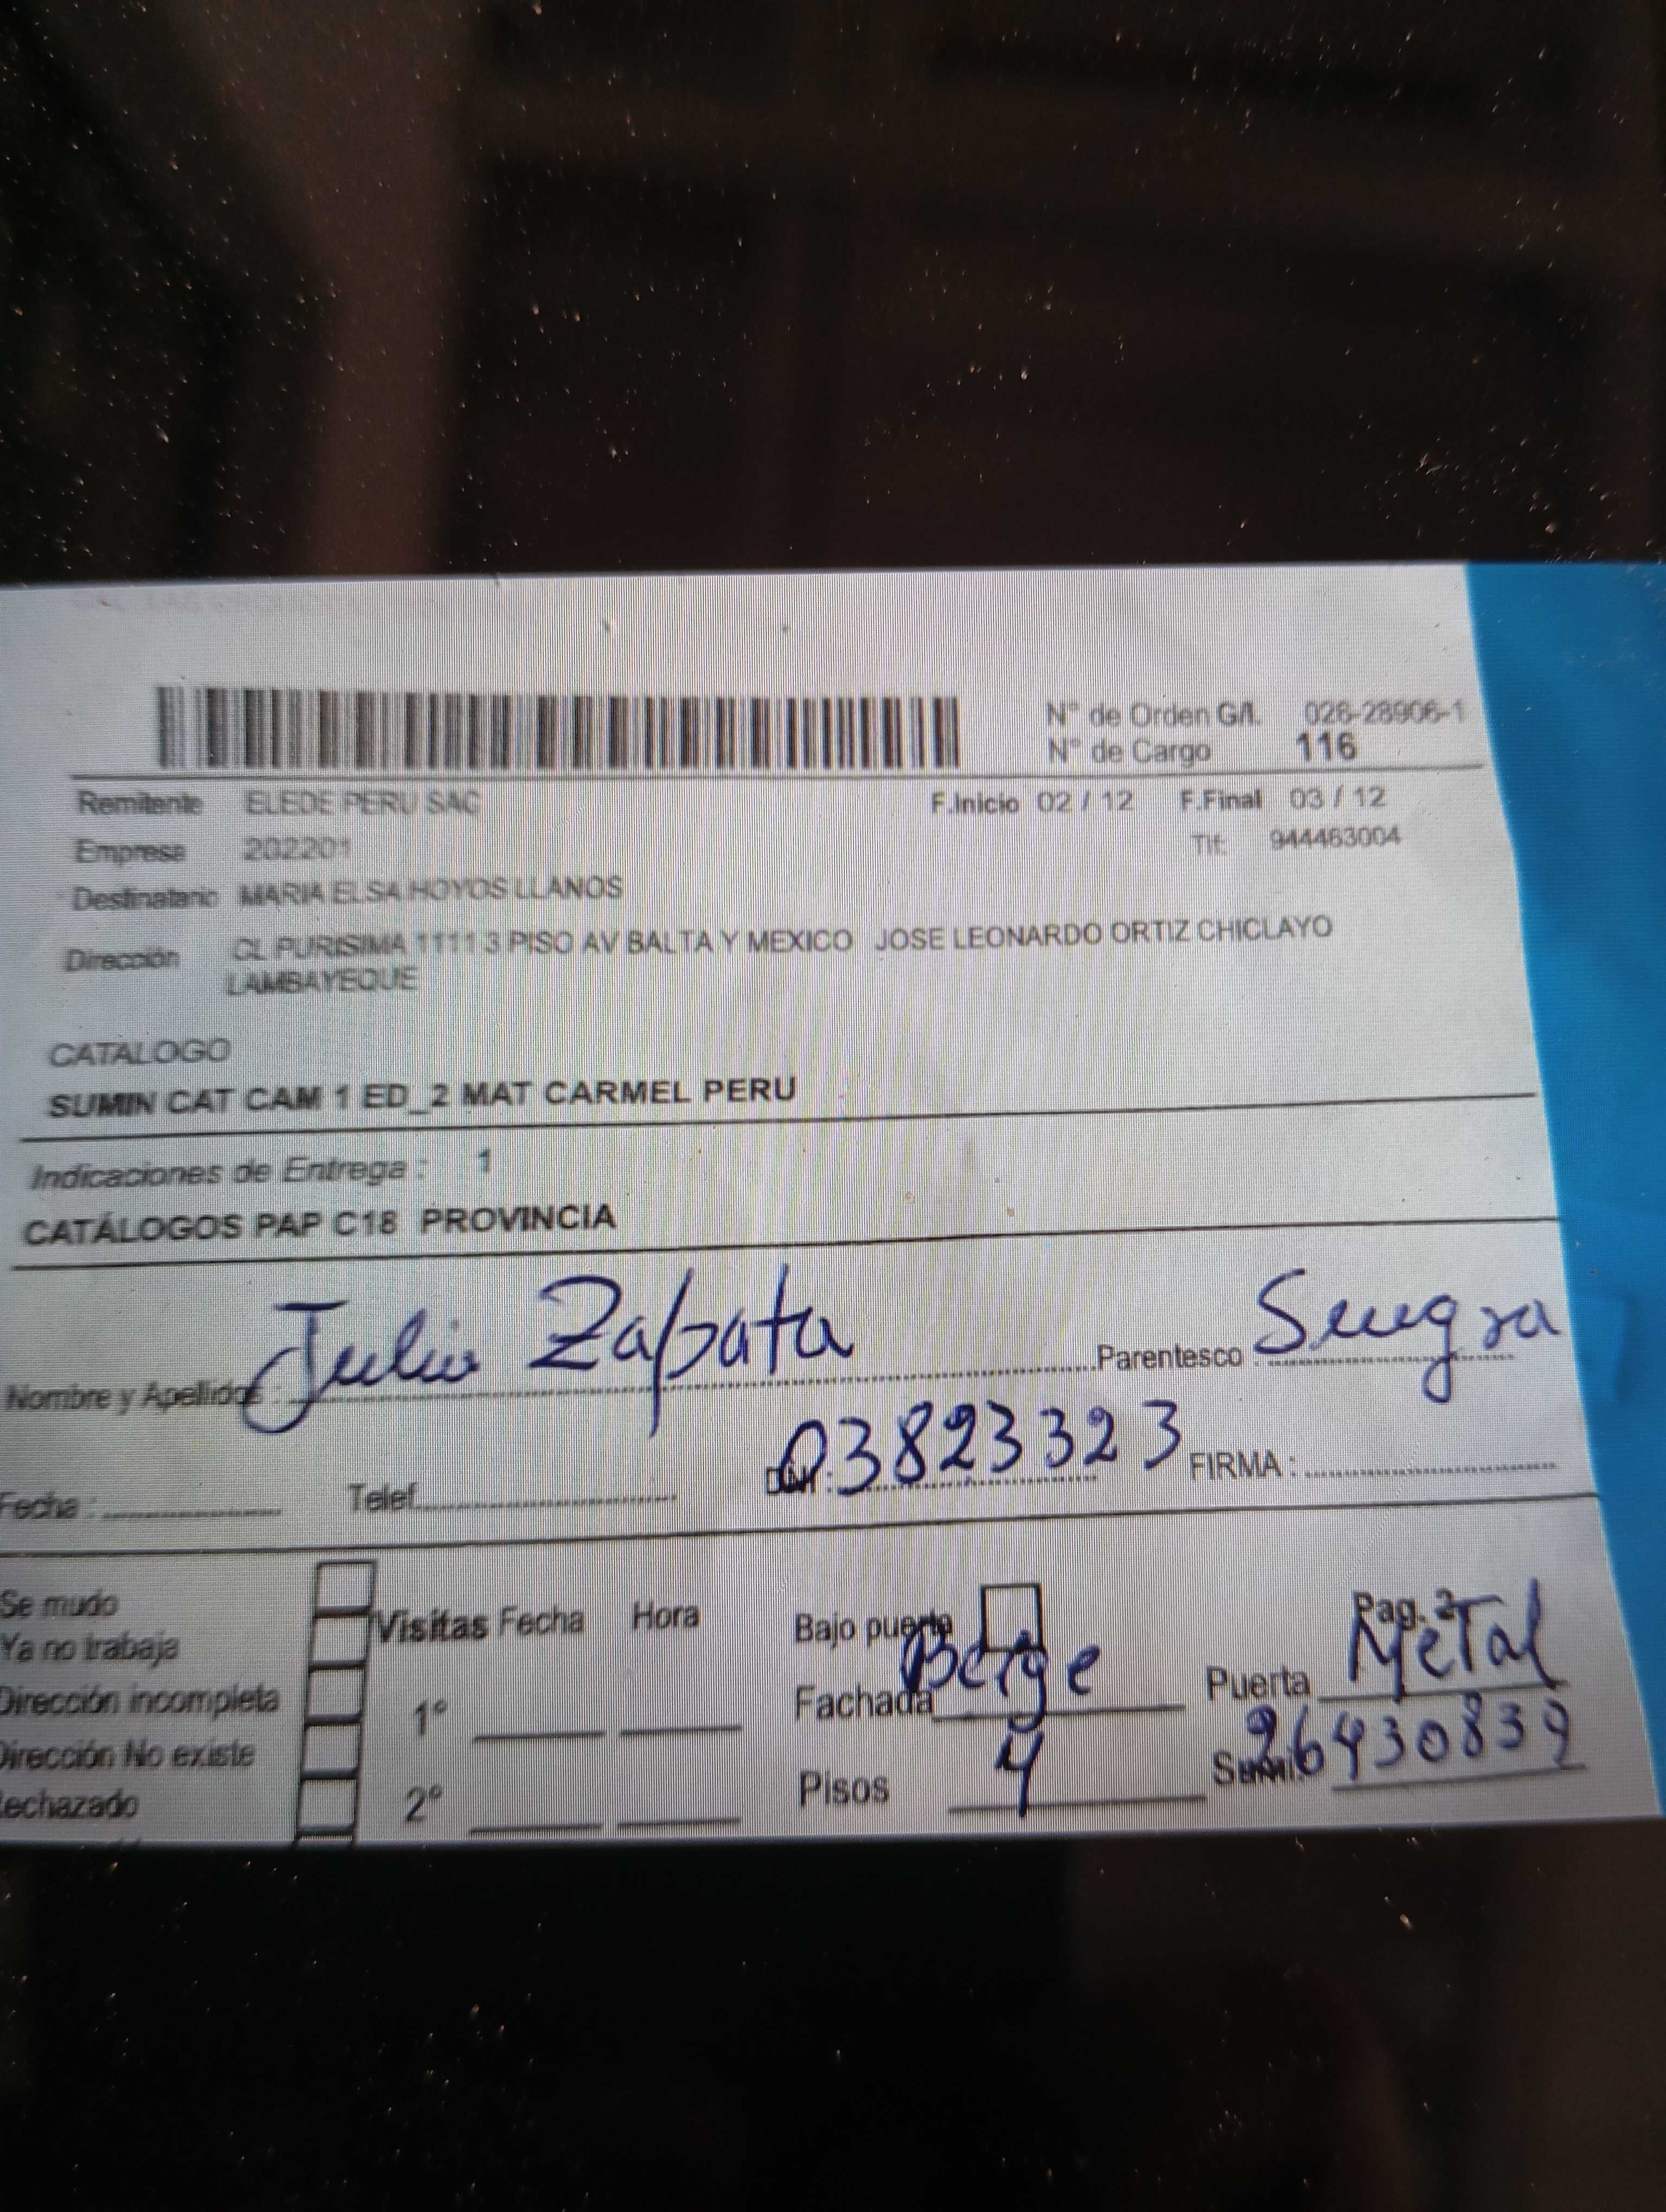 N° de Orden G/I. 026-28906-1
N° de Cargo 116
Remitente ELEDE PERU SAC F.Inicio 02 / 12 F.Final 03 / 12
Empresa 202201 Tlf: 944463004
Destinatario MARIA ELSA HOYOS LLANOS
Dirección CL PURISIMA 1111 3 PISO AV BALTA Y MEXICO JOSE LEONARDO ORTIZ CHICLAYO
LAMBAYEQUE
CATALOGO
SUMIN CAT CAM 1 ED_2 MAT CARMEL PERU
Indicaciones de Entrega : 1
CATÁLOGOS PAP C18 PROVINCIA
Nombre y Apellidos : Julio Zapata Parentesco : Suegra
Fecha : Telef. 03823323 FIRMA :
Se mudo
Ya no trabaja
Dirección incompleta
Dirección No existe
Rechazado
Visitas Fecha Hora
1°
2°
Bajo puerta Pag. 2
Fachada Beige Puerta Metal
Pisos 4 Sumi. 26430839